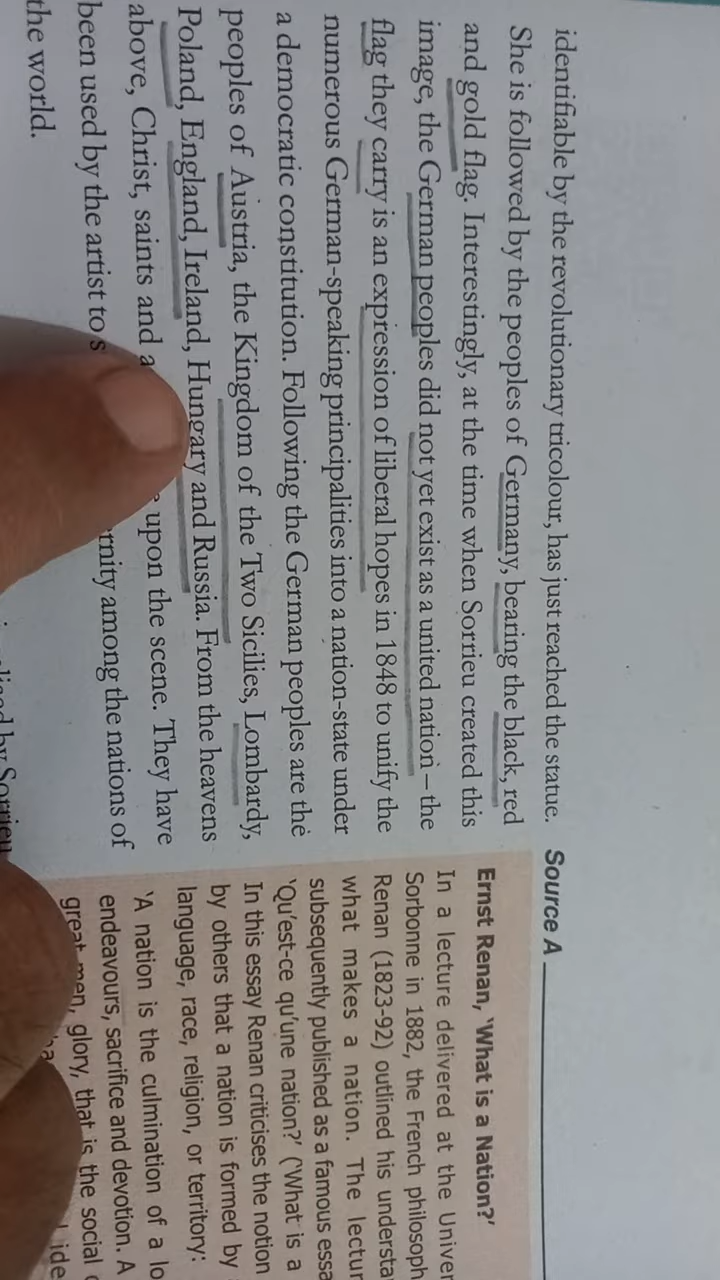 identifiable by the revolutionary tricolour, has just reached the statue.
She is followed by the peoples of Germany, bearing the black, red
and gold flag. Interestingly, at the time when Sorrieu created this
image, the German peoples did not yet exist as a united nation – the
flag they carry is an expression of liberal hopes in 1848 to unify the
numerous German-speaking principalities into a nation-state under
a democratic constitution. Following the German peoples are the
peoples of Austria, the Kingdom of the Two Sicilies, Lombardy,
Poland, England, Ireland, Hungary and Russia. From the heavens
above, Christ, saints and upon the scene. They have
been used by the artist to among the nations of
the world.
by Sorrieu
Source A
Ernst Renan, ‘What is a Nation?’
In a lecture delivered at the
Sorbonne in 1882, the French
Renan (1823-92) outlined his
what makes a nation. The
subsequently published as a famous
‘Qu’est-ce qu’une nation?’ (‘What is a
In this essay Renan criticises the notion
by others that a nation is formed by
language, race, religion, or territory:
‘A nation is the culmination of a
endeavours, sacrifice and devotion. A
great men, glory, that is the social